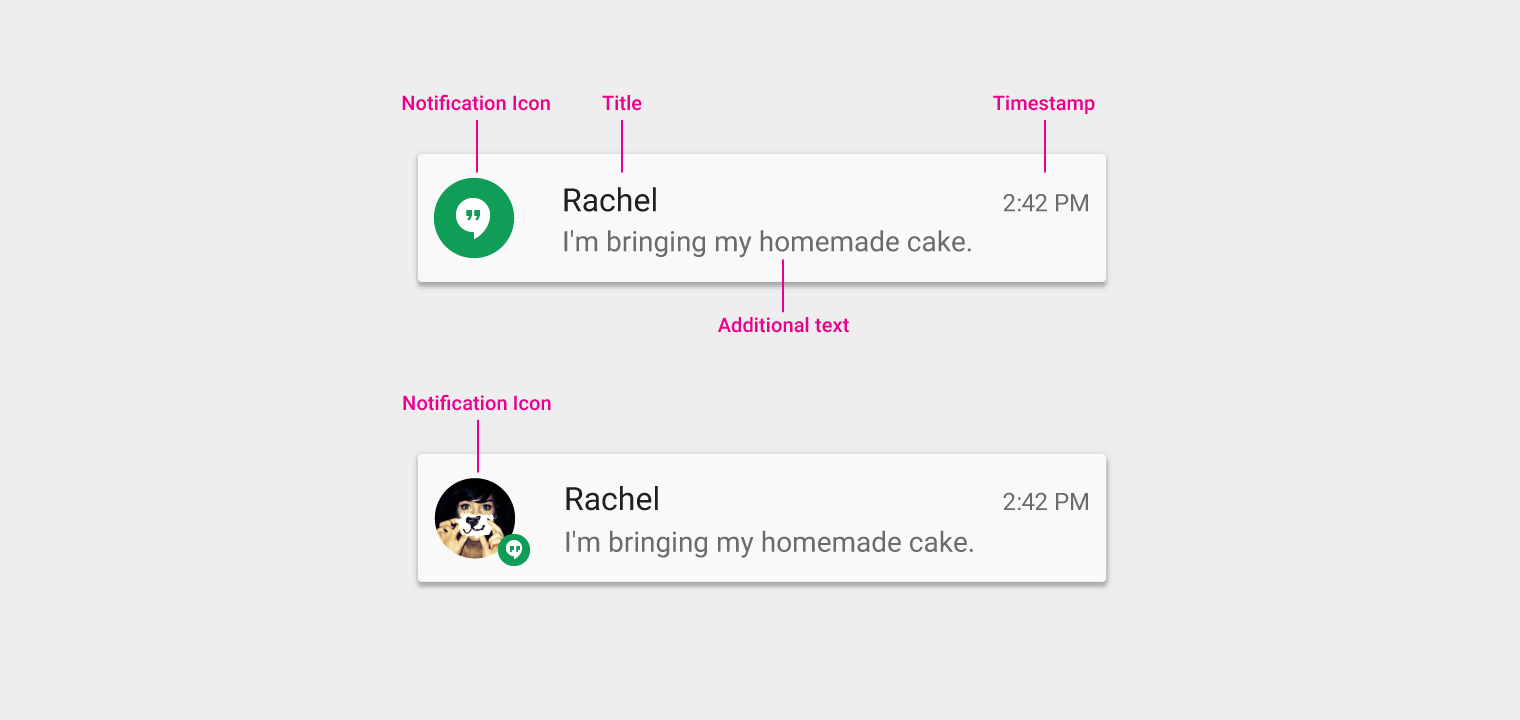 Notification Icon Title Timestamp
Rachel 2:42 PM
I'm bringing my homemade cake.
Additional text
Notification Icon
Rachel 2:42 PM
I'm bringing my homemade cake.